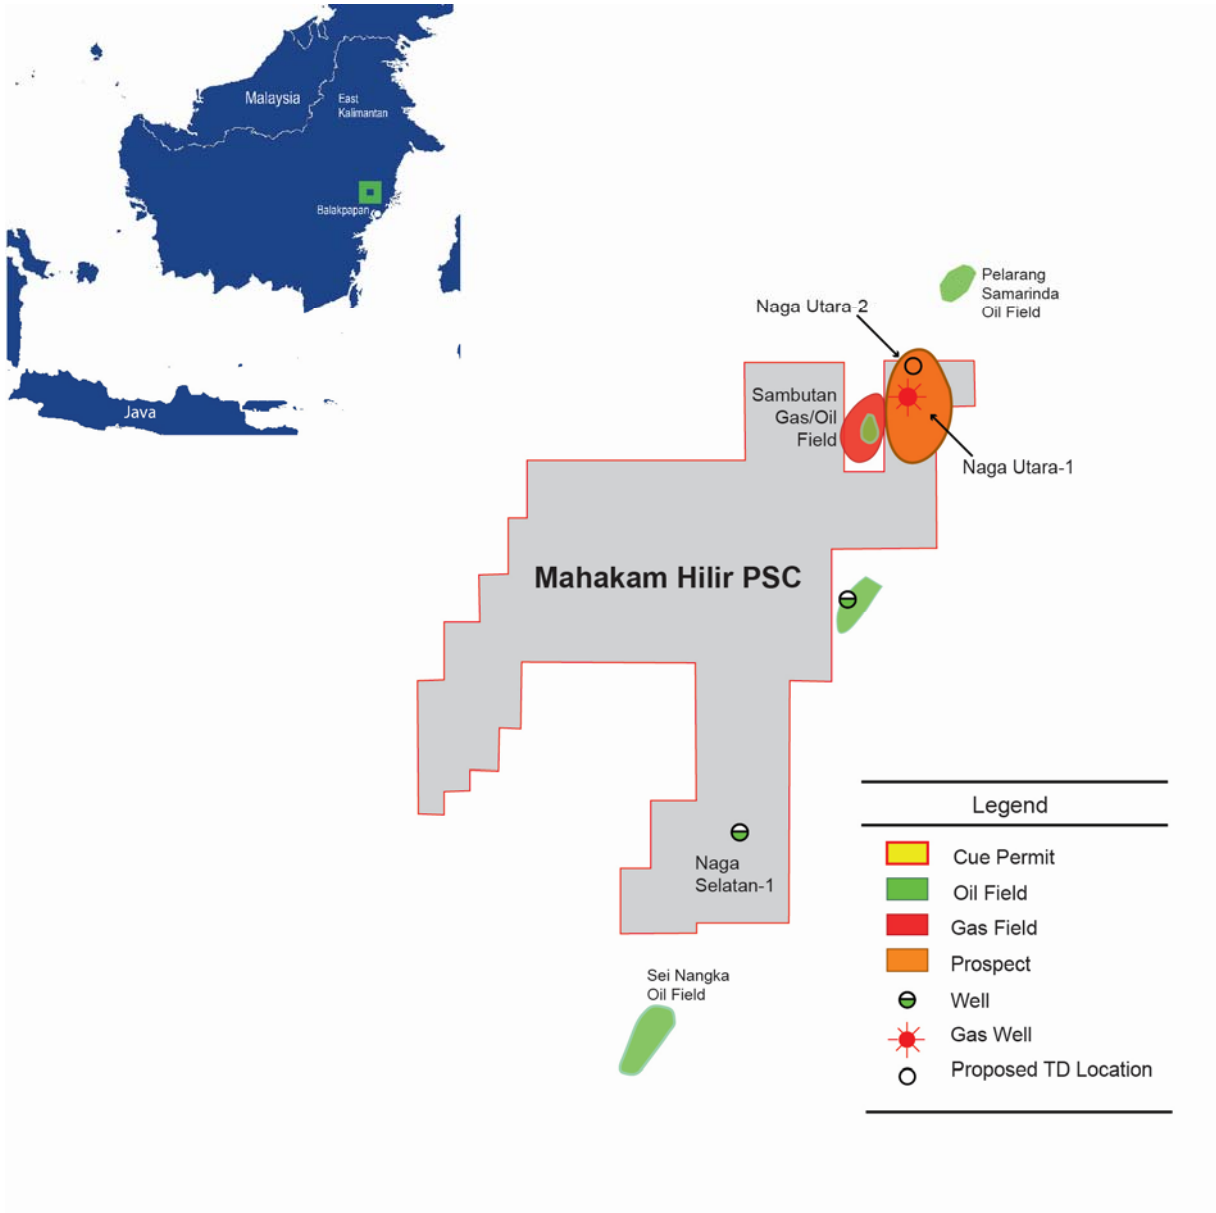 Malaysia
East
Kalimantan
Balakpapan
Java
Pelarang
Samarinda
Oil Field
Naga Utara-2
Sambutan
Gas/Oil
Field
Naga Utara-1
Mahakam Hilir PSC
Naga
Selatan-1
Sei Nangka
Oil Field
Legend
Cue Permit
Oil Field
Gas Field
Prospect
Well
Gas Well
Proposed TD Location